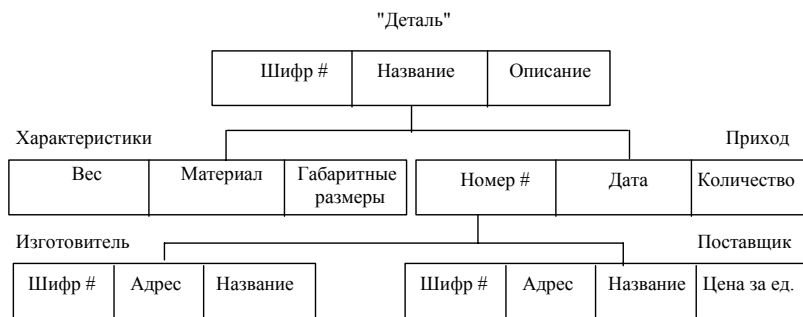 "Деталь"
Шифр # Название Описание
Характеристики Приход
Вес Материал Габаритные размеры Номер # Дата Количество
Изготовитель Поставщик
Шифр # Адрес Название Шифр # Адрес Название Цена за ед.